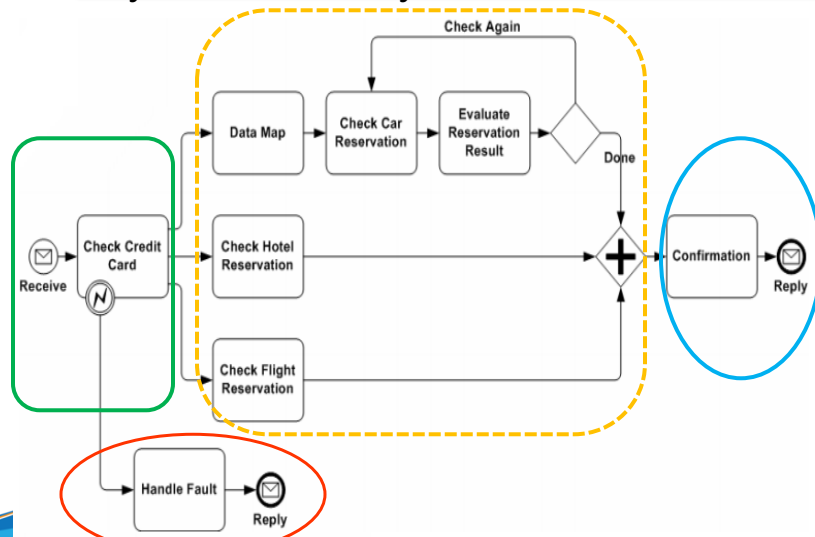 Check Again
Data Map
Check Car
Reservation
Evaluate
Reservation
Result
Done
Check Credit
Card
Receive
Check Hotel
Reservation
Confirmation
Reply
Check Flight
Reservation
Handle Fault
Reply